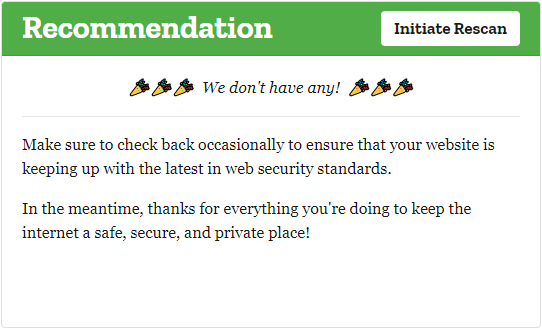 Recommendation
Initiate Rescan
We don't have any!
Make sure to check back occasionally to ensure that your website is
keeping up with the latest in web security standards.
In the meantime, thanks for everything you're doing to keep the
internet a safe, secure, and private place!